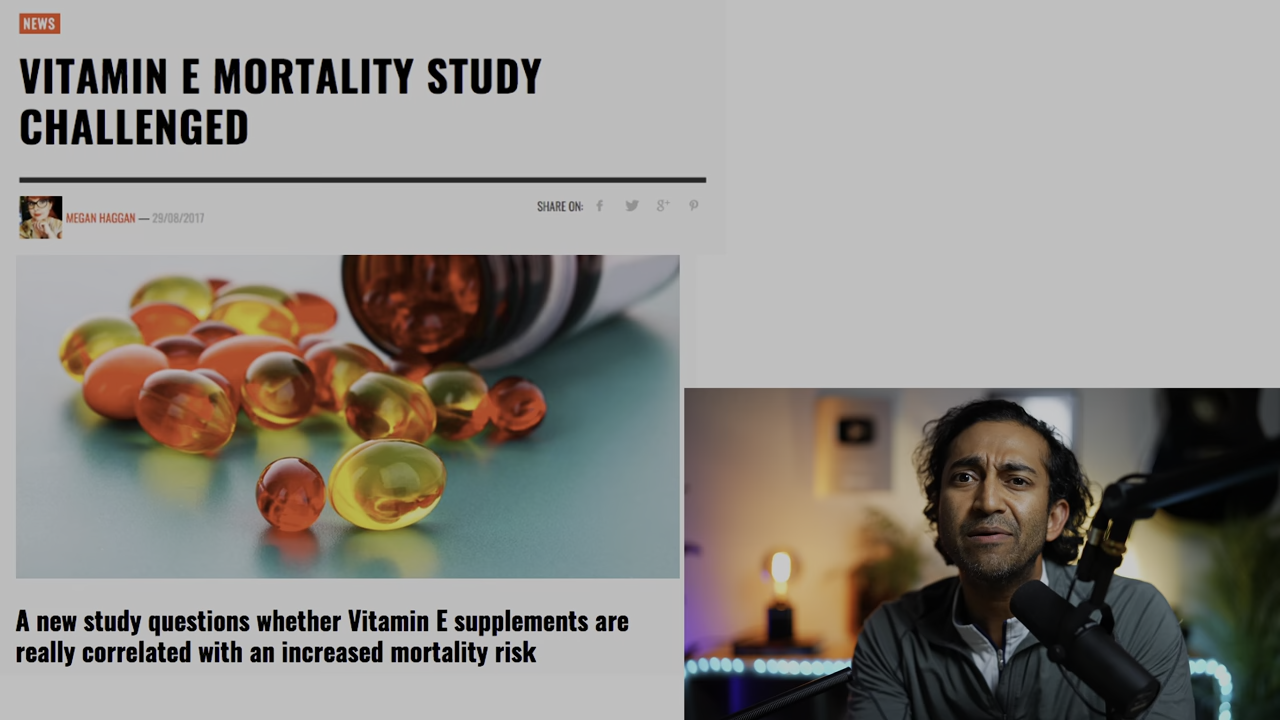 NEWS
VITAMIN E MORTALITY STUDY
CHALLENGED
MEGAN HAGGAN — 29/08/2017
SHARE ON:
A new study questions whether Vitamin E supplements are
really correlated with an increased mortality risk